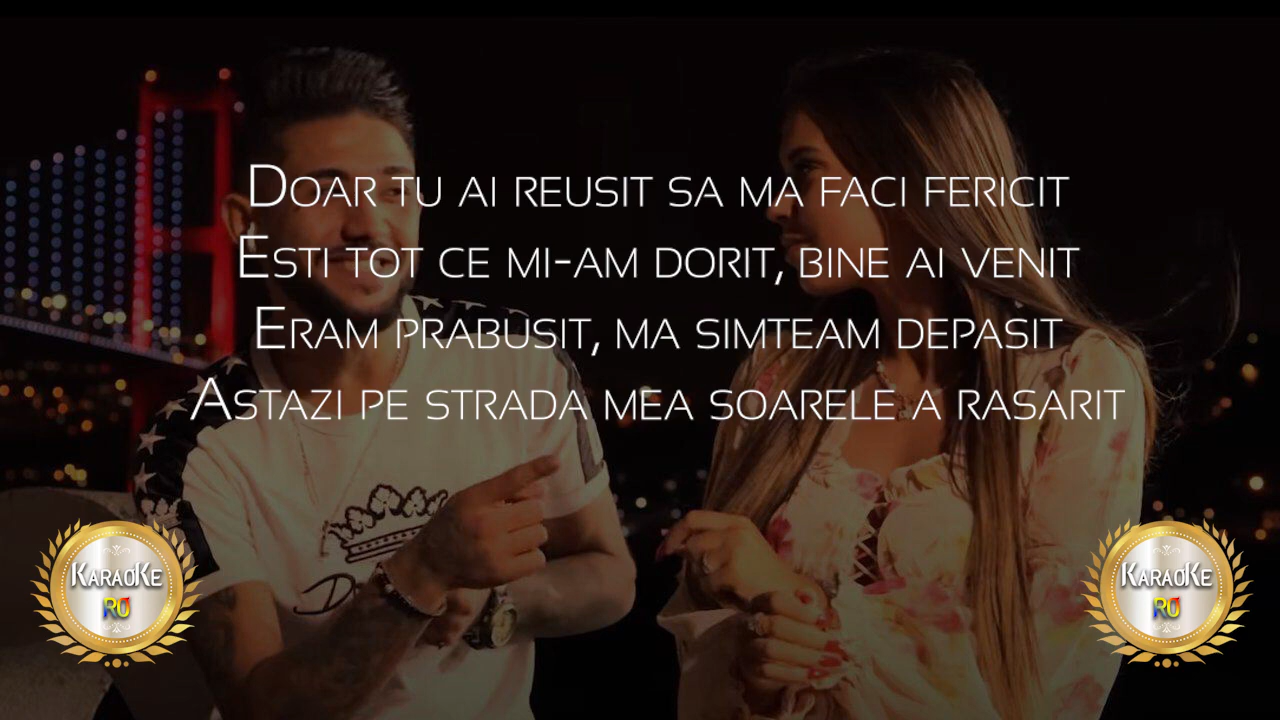 Doar tu ai reusit sa ma faci fericit
Esti tot ce mi-am dorit, bine ai venit
Eram prabusit, ma simteam depasit
Astazi pe strada mea soarele a rasarit
KaraoKe
RO
KaraoKe
RO